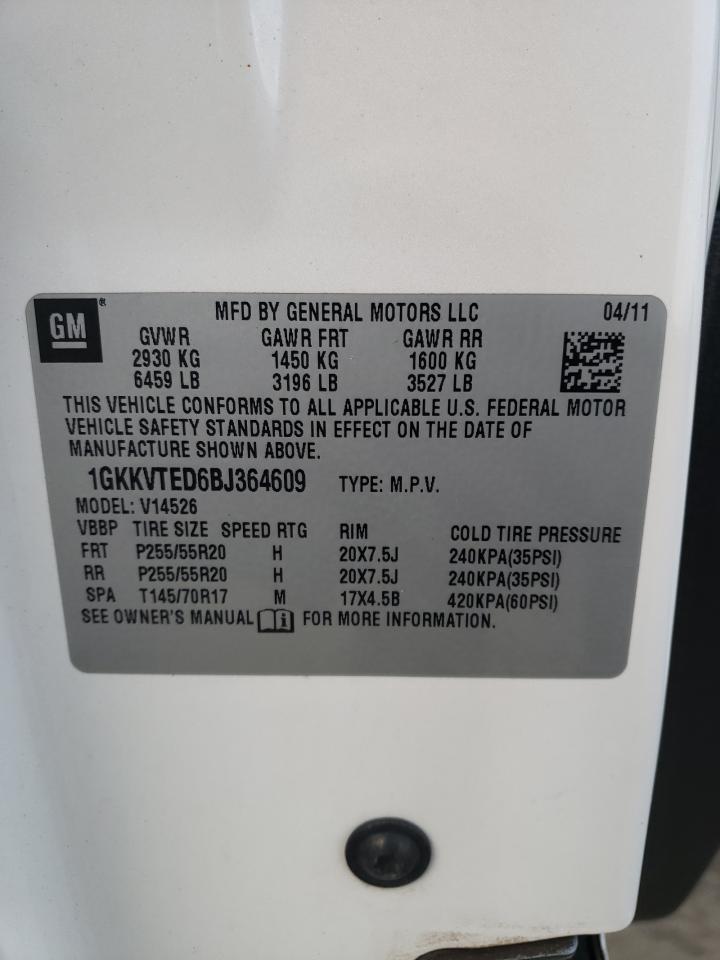 GM ® MFD BY GENERAL MOTORS LLC 04/11
GVWR GAWR FRT GAWR RR
2930 KG 1450 KG 1600 KG
6459 LB 3196 LB 3527 LB
THIS VEHICLE CONFORMS TO ALL APPLICABLE U.S. FEDERAL MOTOR
VEHICLE SAFETY STANDARDS IN EFFECT ON THE DATE OF
MANUFACTURE SHOWN ABOVE.
1GKKVTED6BJ364609 TYPE: M.P.V.
MODEL: V14526
VBBP TIRE SIZE SPEED RTG RIM COLD TIRE PRESSURE
FRT P255/55R20 H 20X7.5J 240KPA(35PSI)
RR P255/55R20 H 20X7.5J 240KPA(35PSI)
SPA T145/70R17 M 17X4.5B 420KPA(60PSI)
SEE OWNER'S MANUAL i FOR MORE INFORMATION.